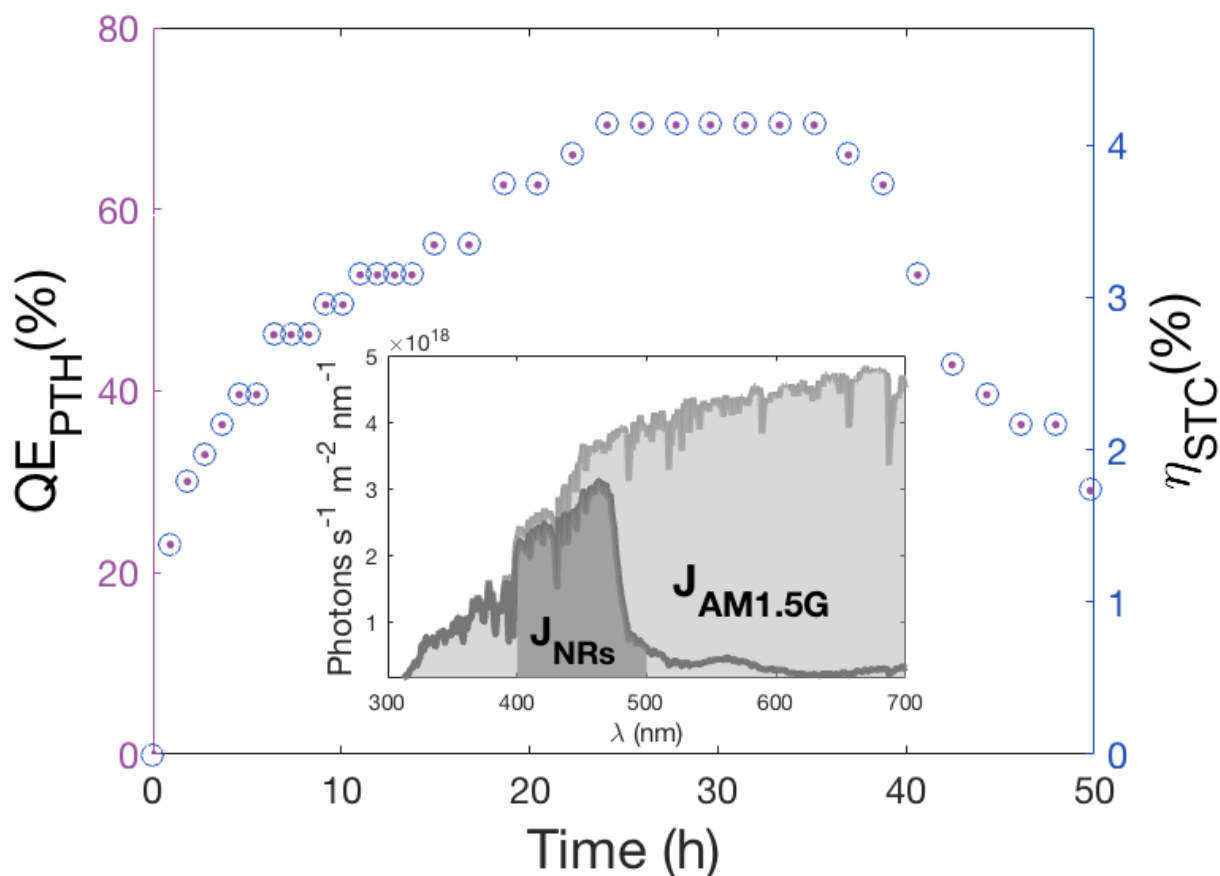 80
60
40
20
0
QE_PTH(%)
4
3
2
1
0
η_STC(%)
0 10 20 30 40 50
Time (h)
×10^18
5
4
3
2
1
Photons s^-1 m^-2 nm^-1
J_AM1.5G
J_NRs
300 400 500 600 700
λ (nm)